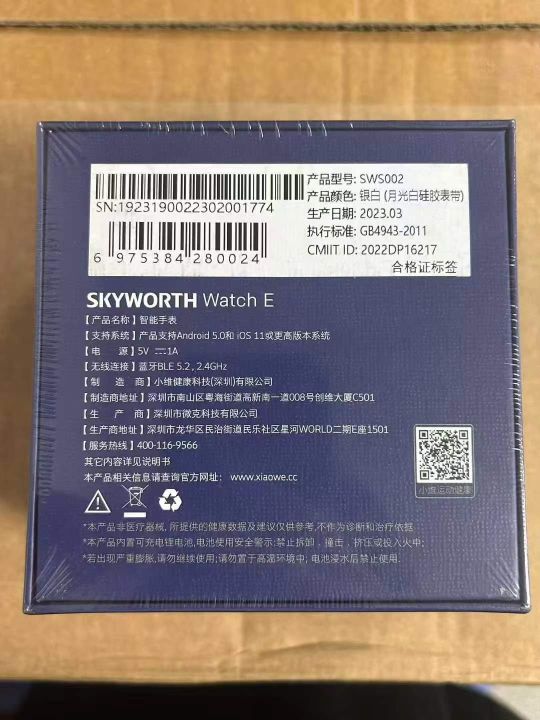 产品型号: SWS002
产品颜色: 银白 (月光白硅胶表带)
SN:1923190022302001774
生产日期: 2023.03
执行标准: GB4943-2011
CMIIT ID: 2022DP16217
6 975384 280024
合格证标签
SKYWORTH Watch E
【产品名称】智能手表
【支持系统】产品支持Android 5.0和 iOS 11或更高版本系统
【电 源】5V ⎓1A
【无线连接】蓝牙BLE 5.2 , 2.4GHz
【制 造 商】小维健康科技(深圳)有限公司
【制造商地址】深圳市南山区粤海街道高新南一道008号创维大厦C501
【生 产 商】深圳市微克科技有限公司
【生产商地址】深圳市龙华区民治街道民乐社区星河WORLD二期E座1501
【服务热线】400-116-9566
其它内容详见说明书
本产品相关信息请查询官方网址: www.xiaowe.cc
小维运动健康
*本产品非医疗器械, 所提供的健康数据及建议仅供参考,不作为诊断和治疗依据
*本产品内置可充电锂电池,电池使用安全警示:禁止拆卸﹑撞击﹑挤压或投入火中;
*若出现严重膨胀,请勿继续使用;请勿置于高温环境中; 电池浸水后禁止使用.